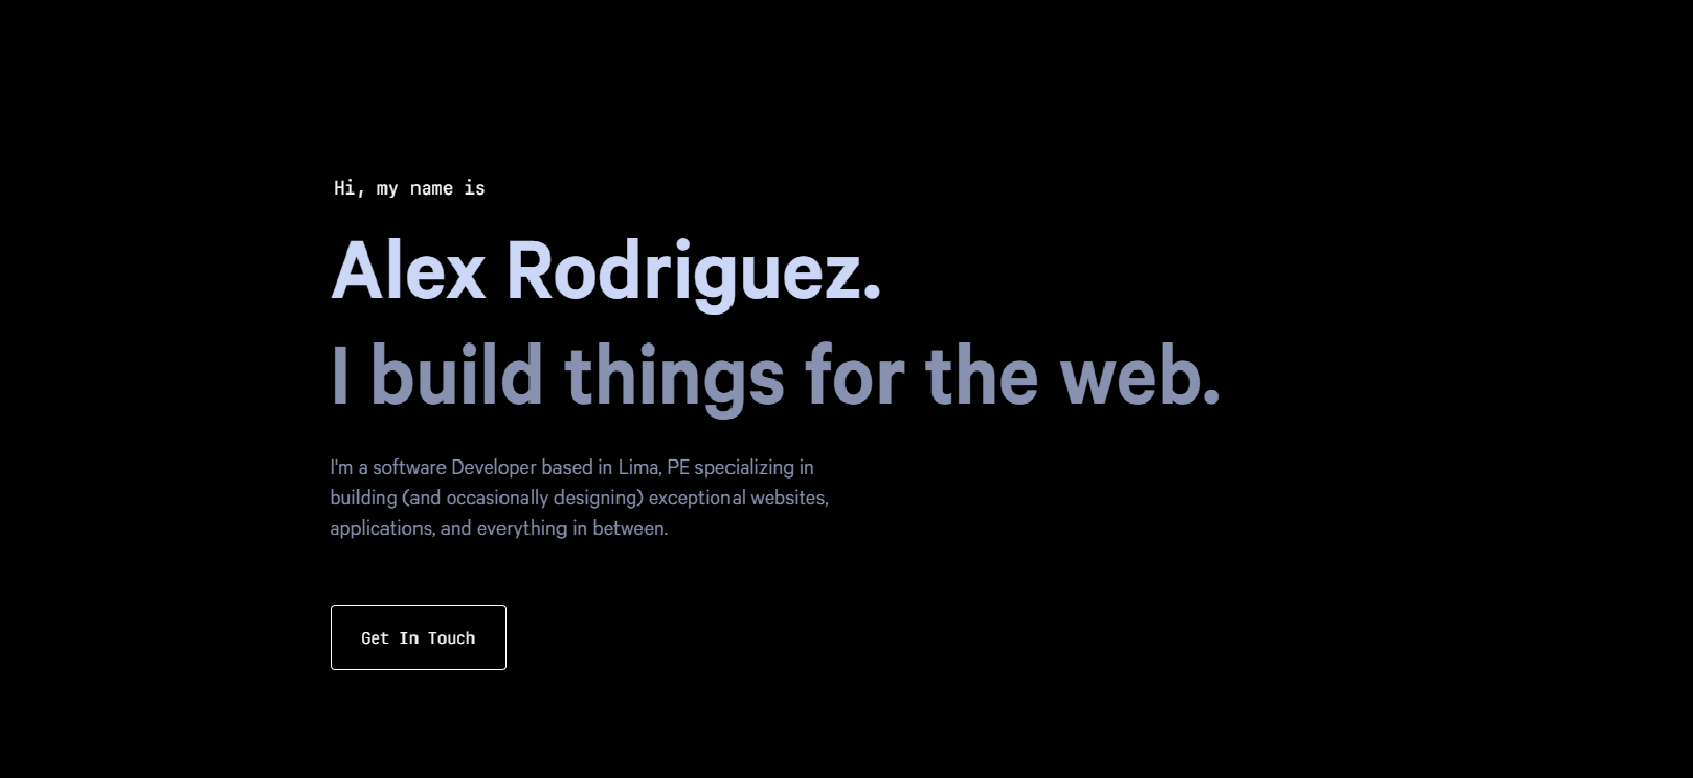 Hi, my name is
Alex Rodriguez.
I build things for the web.
I'm a software Developer based in Lima, PE specializing in
building (and occasionally designing) exceptional websites,
applications, and everything in between.
Get In Touch